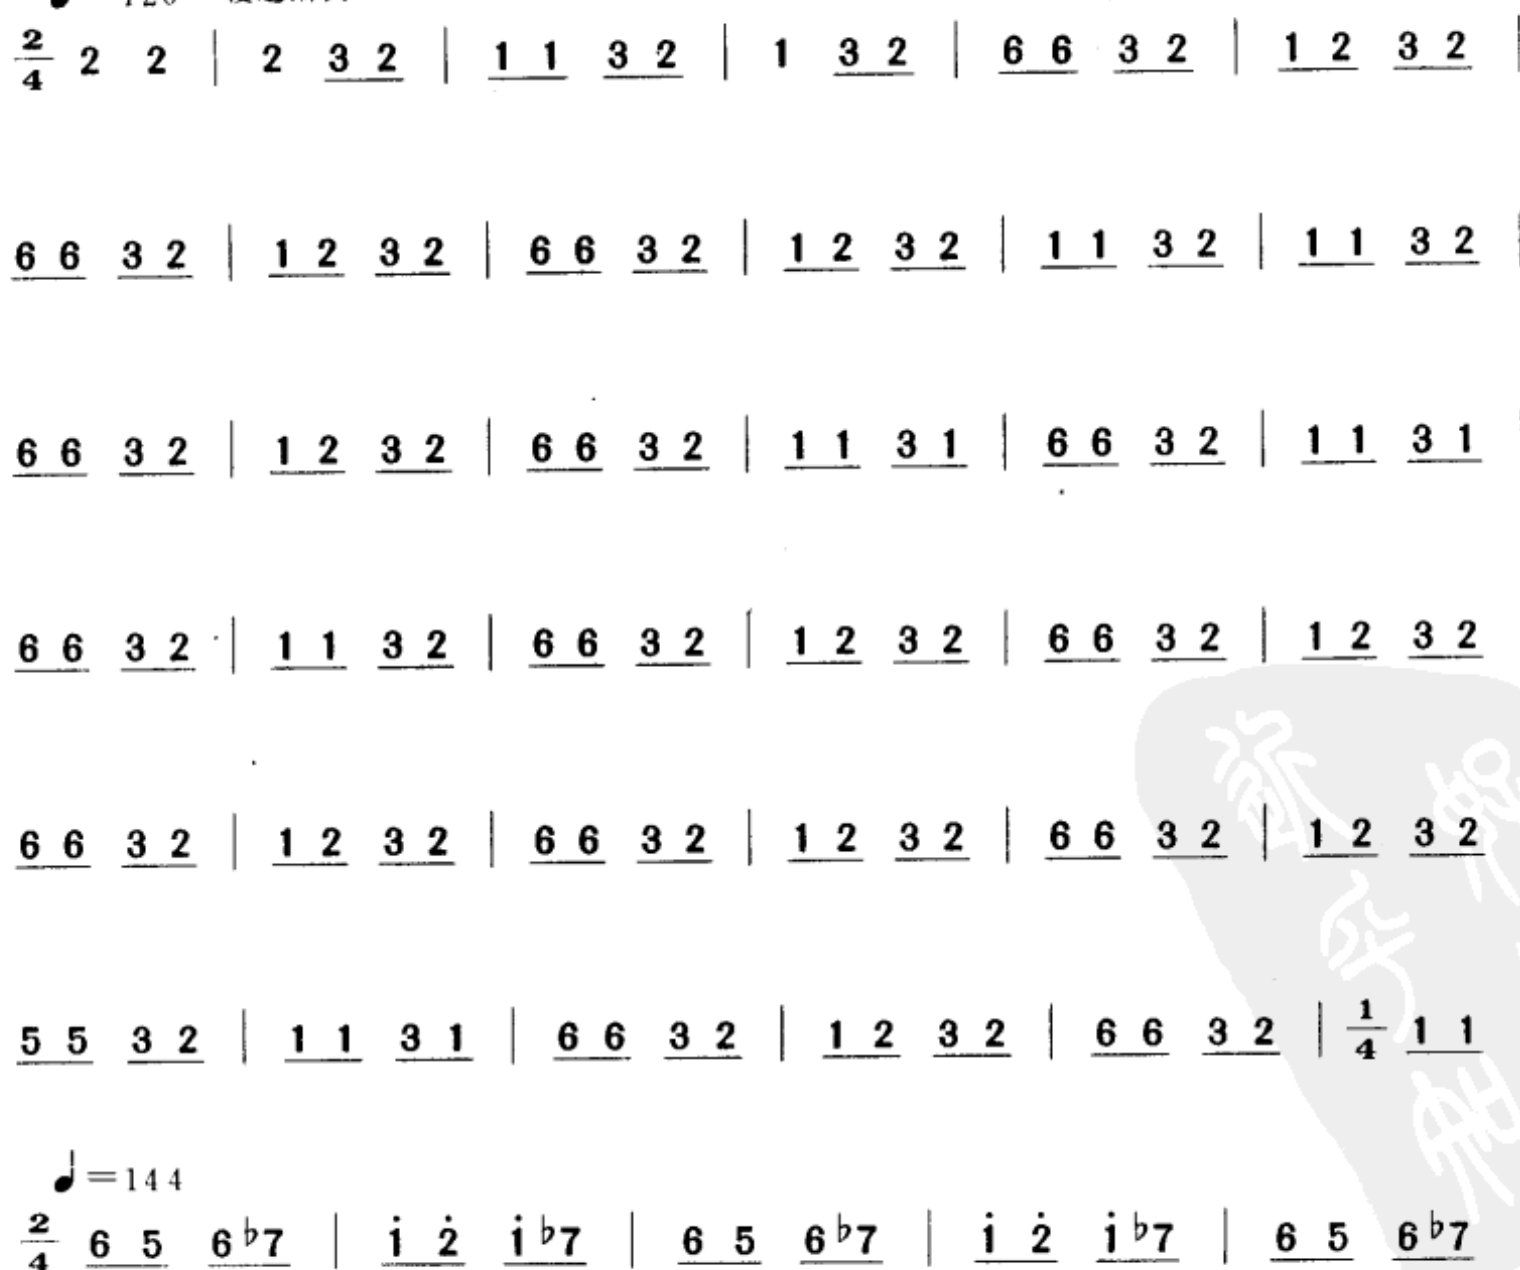 120
2/4 2 2 | 2 3 2 | 1 1 3 2 | 1 3 2 | 6 6 3 2 | 1 2 3 2 |
6 6 3 2 | 1 2 3 2 | 6 6 3 2 | 1 2 3 2 | 1 1 3 2 | 1 1 3 2 |
6 6 3 2 | 1 2 3 2 | 6 6 3 2 | 1 1 3 1 | 6 6 3 2 | 1 1 3 1
6 6 3 2 | 1 1 3 2 | 6 6 3 2 | 1 2 3 2 | 6 6 3 2 | 1 2 3 2
6 6 3 2 | 1 2 3 2 | 6 6 3 2 | 1 2 3 2 | 6 6 3 2 | 1 2 3 2
5 5 3 2 | 1 1 3 1 | 6 6 3 2 | 1 2 3 2 | 6 6 3 2 | 1/4 1 1
♩=144
2/4 6 5 6 ♭7 | i̇ 2̇ i̇ ♭7 | 6 5 6 ♭7 | i̇ 2̇ i̇ ♭7 | 6 5 6 ♭7